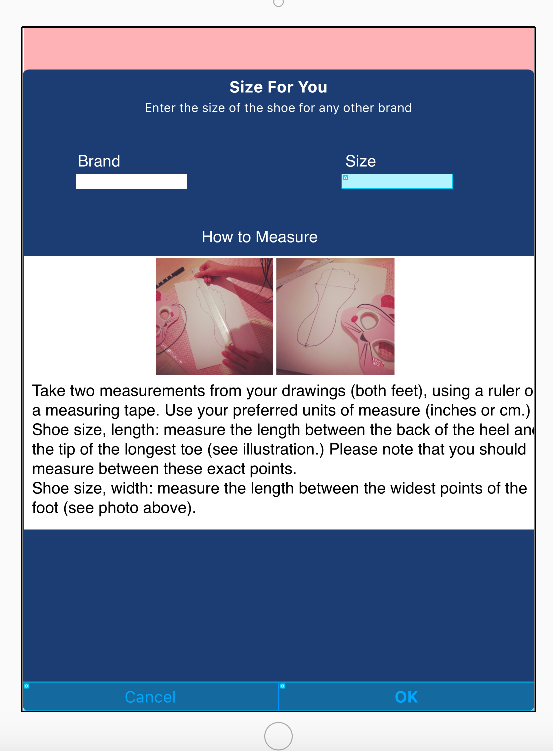 Size For You
Enter the size of the shoe for any other brand
Brand Size
How to Measure
Take two measurements from your drawings (both feet), using a ruler o
a measuring tape. Use your preferred units of measure (inches or cm.)
Shoe size, length: measure the length between the back of the heel and
the tip of the longest toe (see illustration.) Please note that you should
measure between these exact points.
Shoe size, width: measure the length between the widest points of the
foot (see photo above).
Cancel OK